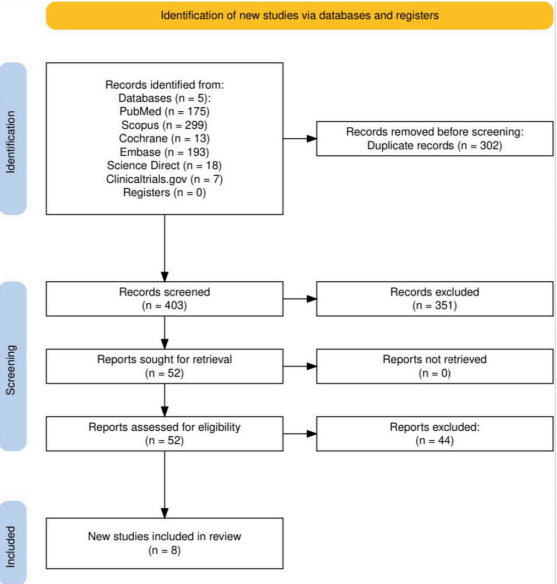 Identification of new studies via databases and registers
Identification
Records identified from:
Databases (n = 5):
PubMed (n = 175)
Scopus (n = 299)
Cochrane (n = 13)
Embase (n = 193)
Science Direct (n = 18)
Clinicaltrials.gov (n = 7)
Registers (n = 0)
Records removed before screening:
Duplicate records (n = 302)
Screening
Records screened
(n = 403)
Records excluded
(n = 351)
Reports sought for retrieval
(n = 52)
Reports not retrieved
(n = 0)
Reports assessed for eligibility
(n = 52)
Reports excluded:
(n = 44)
Included
New studies included in review
(n = 8)